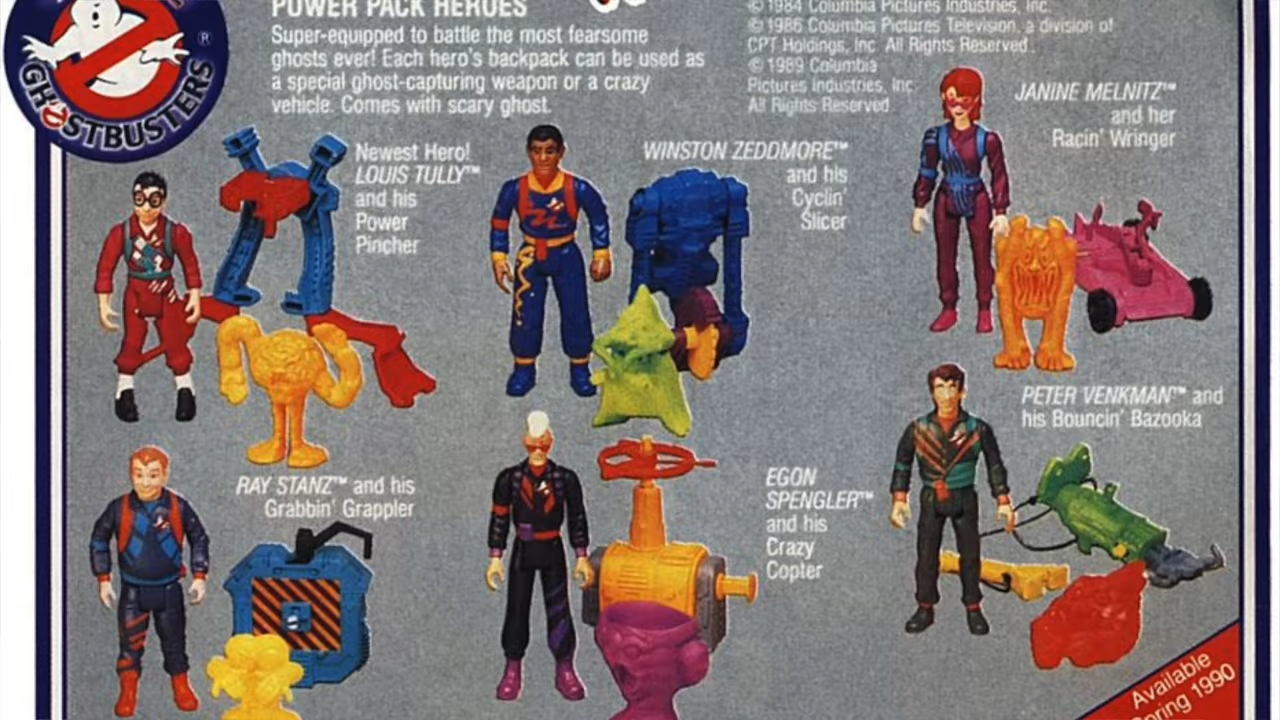 GHOSTBUSTERS
®
POWER PACK HEROES
Super-equipped to battle the most fearsome
ghosts ever! Each hero's backpack can be used as
a special ghost-capturing weapon or a crazy
vehicle. Comes with scary ghost.
© 1984 Columbia Pictures Industries, Inc.
© 1986 Columbia Pictures Television, a division of
CPT Holdings, Inc. All Rights Reserved.
© 1989 Columbia
Pictures Industries, Inc.
All Rights Reserved
Newest Hero!
LOUIS TULLY™
and his
Power
Pincher
WINSTON ZEDDMORE™
and his
Cyclin'
Slicer
JANINE MELNITZ™
and her
Racin' Wringer
RAY STANZ™ and his
Grabbin' Grappler
EGON
SPENGLER™
and his
Crazy
Copter
PETER VENKMAN™ and
his Bouncin' Bazooka
Available
Spring 1990